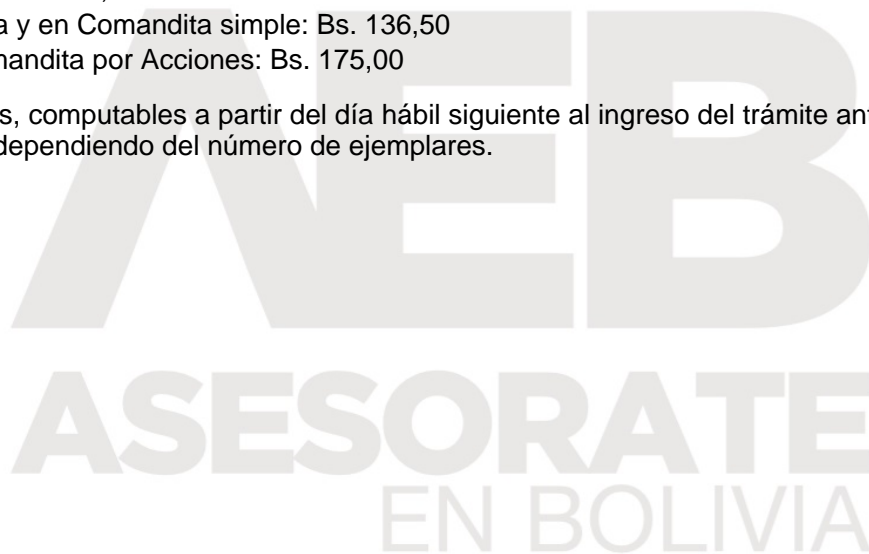 a y en Comandita simple: Bs. 136,50
nandita por Acciones: Bs. 175,00
s, computables a partir del día hábil siguiente al ingreso del trámite an
dependiendo del número de ejemplares.
AEB
ASESORATE
EN BOLIVIA